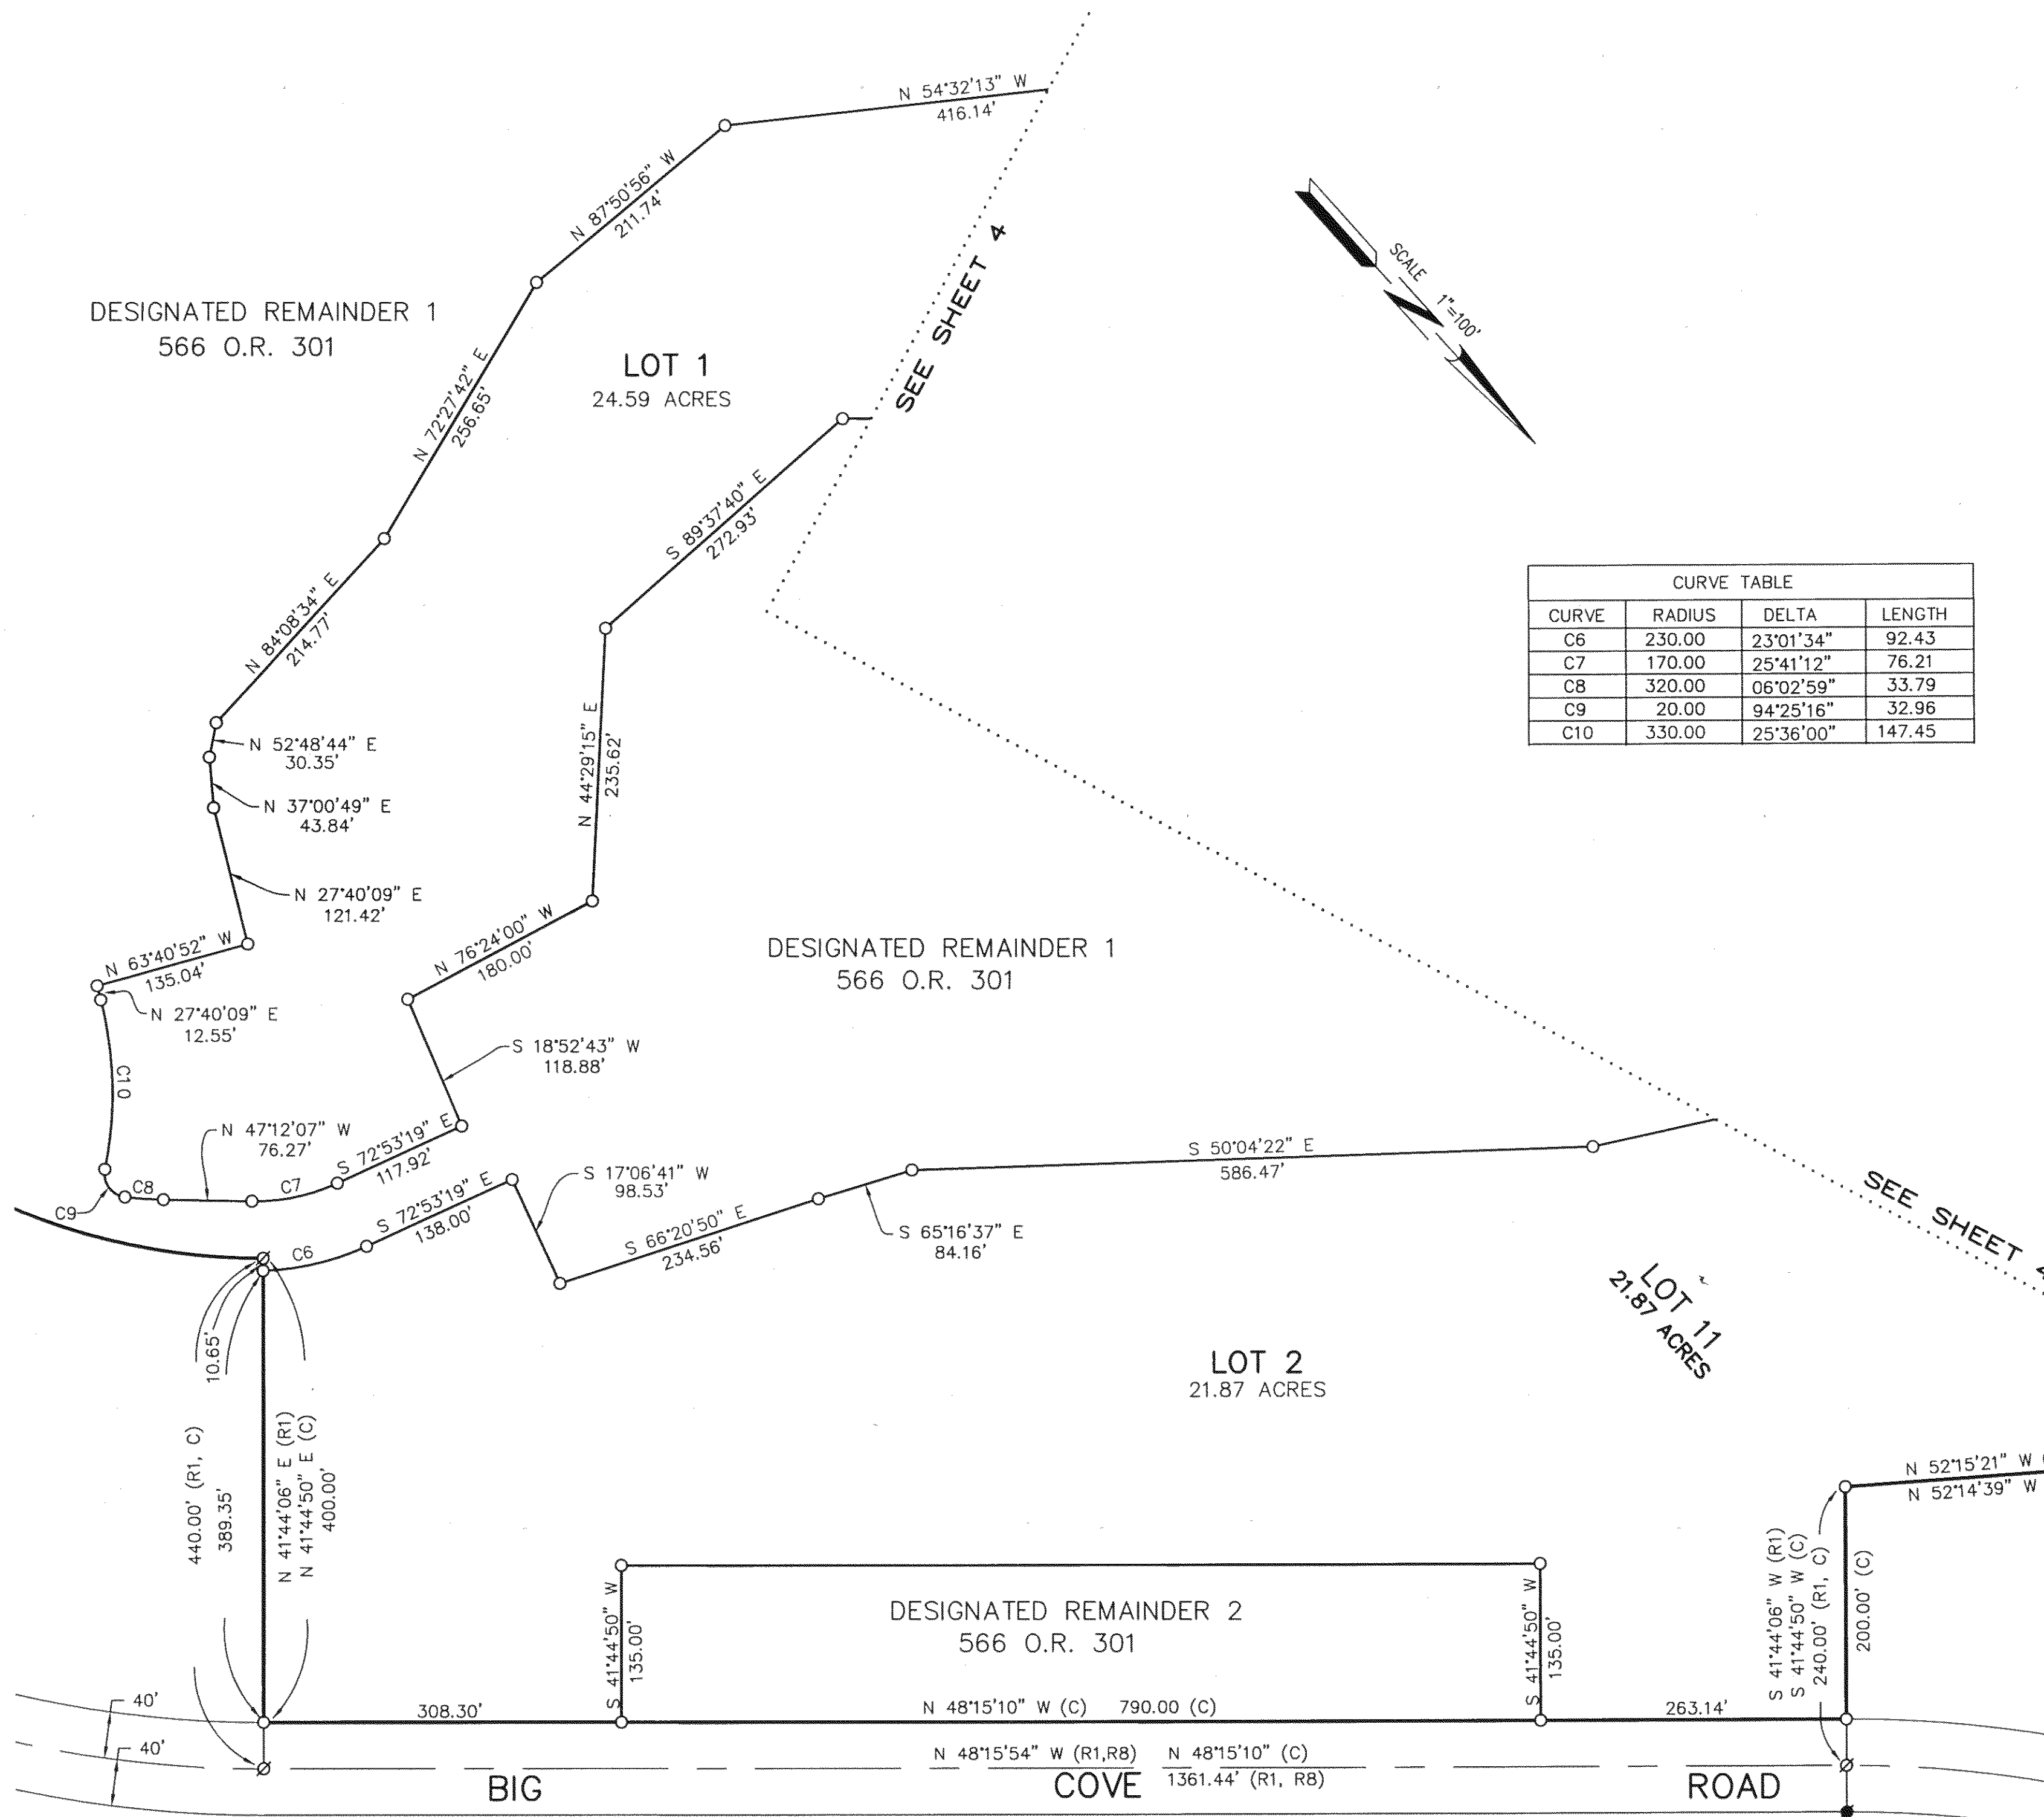 N 54°32'13" W
416.14'
N 87°50'56" W
211.74'
SEE SHEET 4
SCALE 1"=100'
DESIGNATED REMAINDER 1
566 O.R. 301
LOT 1
24.59 ACRES
N 72°27'42" E
256.65'
S 89°37'40" E
272.93'
N 84°08'34" E
214.77'
CURVE TABLE
CURVE RADIUS DELTA LENGTH
C6 230.00 23°01'34" 92.43
C7 170.00 25°41'12" 76.21
C8 320.00 06°02'59" 33.79
C9 20.00 94°25'16" 32.96
C10 330.00 25°36'00" 147.45
N 52°48'44" E
30.35'
N 37°00'49" E
43.84'
N 44°29'15" E
235.62'
N 27°40'09" E
121.42'
N 63°40'52" W
135.04'
N 76°24'00" W
180.00'
DESIGNATED REMAINDER 1
566 O.R. 301
N 27°40'09" E
12.55'
C10
S 18°52'43" W
118.88'
N 47°12'07" W
76.27'
S 72°53'19" E
117.92'
C9
C8
C7
C6
S 72°53'19" E
138.00'
S 17°06'41" W
98.53'
S 66°20'50" E
234.56'
S 65°16'37" E
84.16'
S 50°04'22" E
586.47'
SEE SHEET 4
LOT 11
21.87 ACRES
LOT 2
21.87 ACRES
10.65'
440.00' (R1, C)
389.35'
N 41°44'06" E (R1)
N 41°44'50" E (C)
400.00'
N 52°15'21" W
N 52°14'39" W
S 41°44'06" W (R1)
S 41°44'50" W (C)
240.00' (R1, C)
200.00' (C)
S 41°44'50" W
135.00'
DESIGNATED REMAINDER 2
566 O.R. 301
S 41°44'50" W
135.00'
40'
308.30'
N 48°15'10" W (C) 790.00 (C)
263.14'
40'
N 48°15'54" W (R1,R8) N 48°15'10" (C)
1361.44' (R1, R8)
BIG COVE ROAD